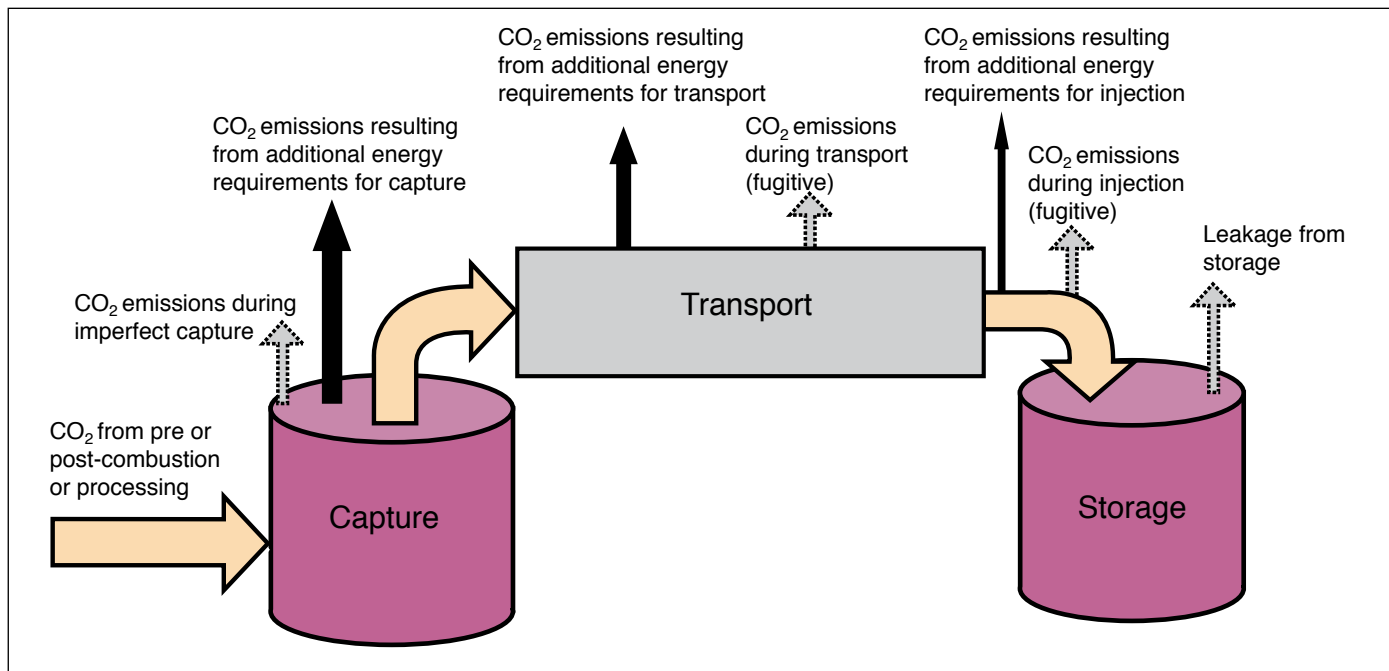 CO₂ emissions resulting
from additional energy
requirements for transport
CO₂ emissions resulting
from additional energy
requirements for injection
CO₂ emissions resulting
from additional energy
requirements for capture
CO₂ emissions
during transport
(fugitive)
CO₂ emissions
during injection
(fugitive)
Leakage from
storage
CO₂ emissions during
imperfect capture
Transport
CO₂ from pre or
post-combustion
or processing
Capture
Storage